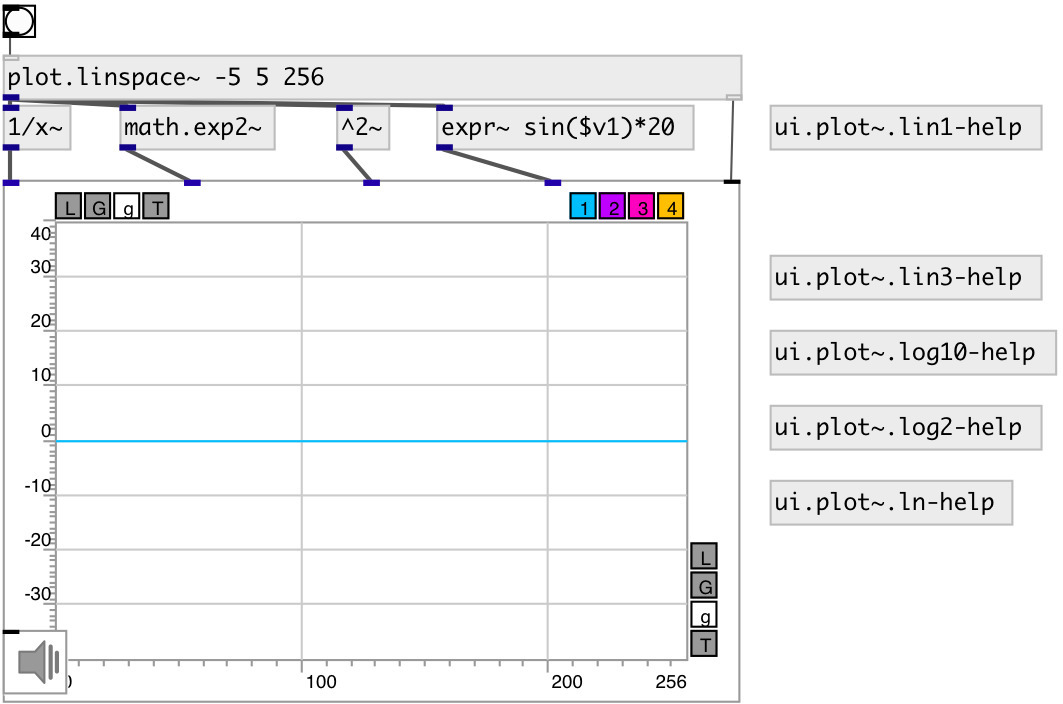 plot.linspace~ -5 5 256
1/x~ math.exp2~ ^2~ expr~ sin($v1)*20
ui.plot~.lin1-help
L G g T 1 2 3 4
40
30
ui.plot~.lin3-help
20
ui.plot~.log10-help
10
0
ui.plot~.log2-help
-10
ui.plot~.ln-help
-20
L
G
-30
g
T
100 200 256